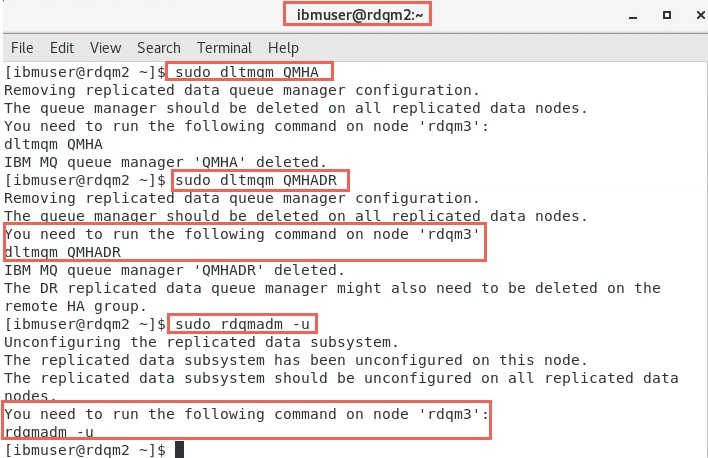 ibmuser@rdqm2:~
File Edit View Search Terminal Help
[ibmuser@rdqm2 ~]$ sudo dltmqm QMHA
Removing replicated data queue manager configuration.
The queue manager should be deleted on all replicated data nodes.
You need to run the following command on node 'rdqm3':
dltmqm QMHA
IBM MQ queue manager 'QMHA' deleted.
[ibmuser@rdqm2 ~]$ sudo dltmqm QMHADR
Removing replicated data queue manager configuration.
The queue manager should be deleted on all replicated data nodes.
You need to run the following command on node 'rdqm3'
dltmqm QMHADR
IBM MQ queue manager 'QMHADR' deleted.
The DR replicated data queue manager might also need to be deleted on the
remote HA group.
[ibmuser@rdqm2 ~]$ sudo rdqmadm -u
Unconfiguring the replicated data subsystem.
The replicated data subsystem has been unconfigured on this node.
The replicated data subsystem should be unconfigured on all replicated data
nodes.
You need to run the following command on node 'rdqm3':
rdqmadm -u
[ibmuser@rdqm2 ~]$